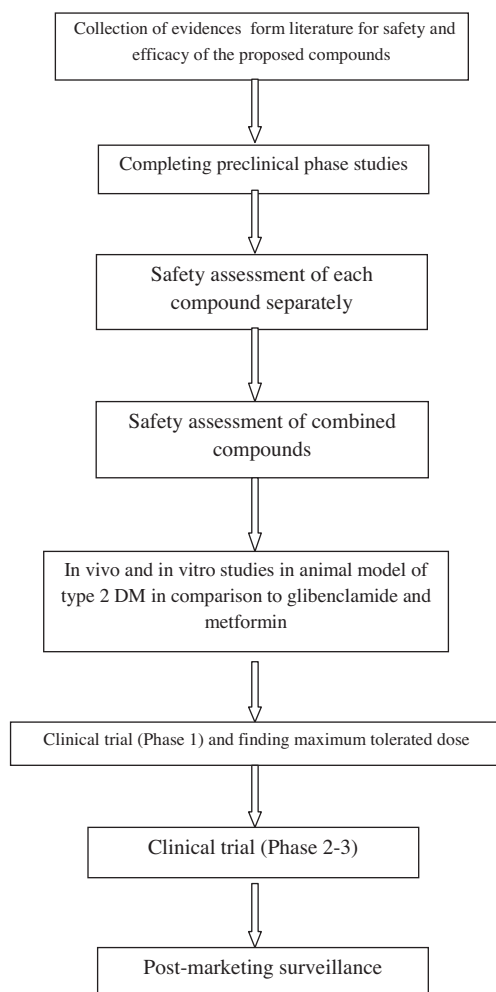 Collection of evidences form literature for safety and
efficacy of the proposed compounds
Completing preclinical phase studies
Safety assessment of each
compound separately
Safety assessment of combined
compounds
In vivo and in vitro studies in animal model of
type 2 DM in comparison to glibenclamide and
metformin
Clinical trial (Phase 1) and finding maximum tolerated dose
Clinical trial (Phase 2-3)
Post-marketing surveillance